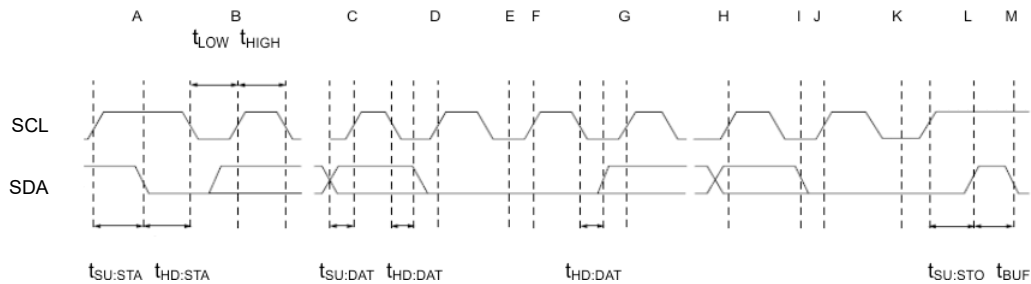 A B C D E F G H I J K L M
tLOW tHIGH
SCL
SDA
tSU:STA tHD:STA tSU:DAT tHD:DAT tHD:DAT tSU:STO tBUF